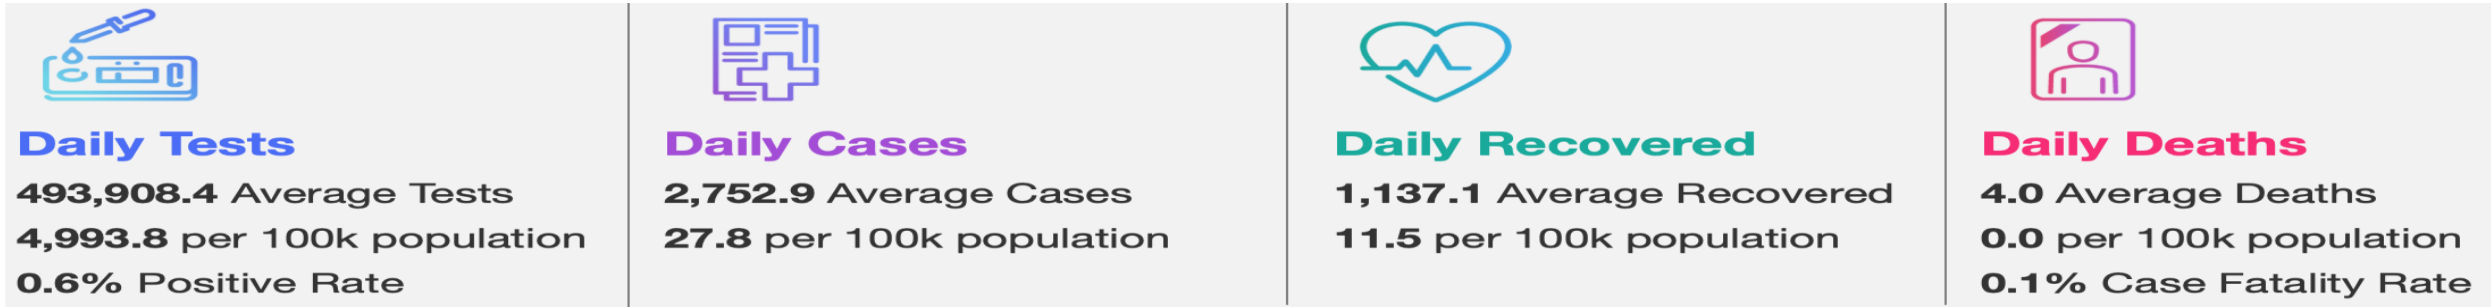 Daily Tests
493,908.4 Average Tests
4,993.8 per 100k population
0.6% Positive Rate
Daily Cases
2,752.9 Average Cases
27.8 per 100k population
Daily Recovered
1,137.1 Average Recovered
11.5 per 100k population
Daily Deaths
4.0 Average Deaths
0.0 per 100k population
0.1% Case Fatality Rate